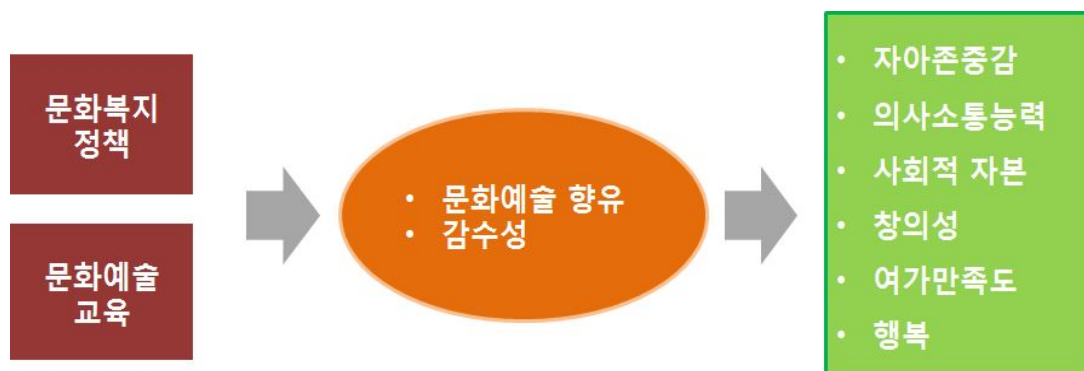 문화복지
정책
문화예술
교육
• 문화예술 향유
• 감수성
• 자아존중감
• 의사소통능력
• 사회적 자본
• 창의성
• 여가만족도
• 행복